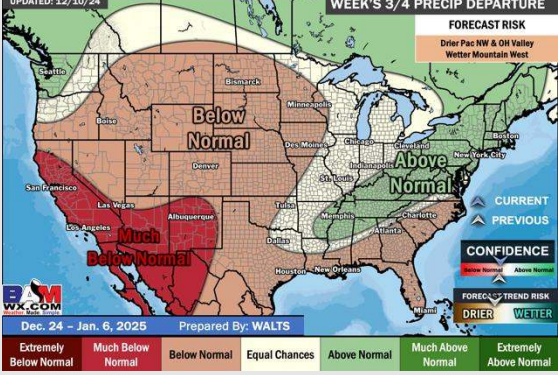 UPDATED: 12/10/24
WEEK'S 3/4 PRECIP DEPARTURE
FORECAST RISK
Drier Pac NW & OH Valley
Wetter Mountain West
Seattle
Bismarck
Minneapolis
Boise
Below
Normal
Boston
Des Moines
Chicago
Cleveland
New York City
Indianapolis
Above
Normal
Denver
St. Louis
San Francisco
Las Vegas
Albuquerque
Tulsa
Memphis
Charlotte
Los Angeles
Much
Below Normal
Atlanta
Dallas
Houston
New Orleans
Miami
CURRENT
PREVIOUS
CONFIDENCE
Below Normal
Above Normal
FORECAST TREND RISK
DRIER
WETTER
BAM
WX.COM
Weather Made Simple.
Dec. 24 – Jan. 6, 2025
Prepared By: WALTS
Extremely
Below Normal
Much Below
Normal
Below Normal
Equal Chances
Above Normal
Much Above
Normal
Extremely
Above Normal